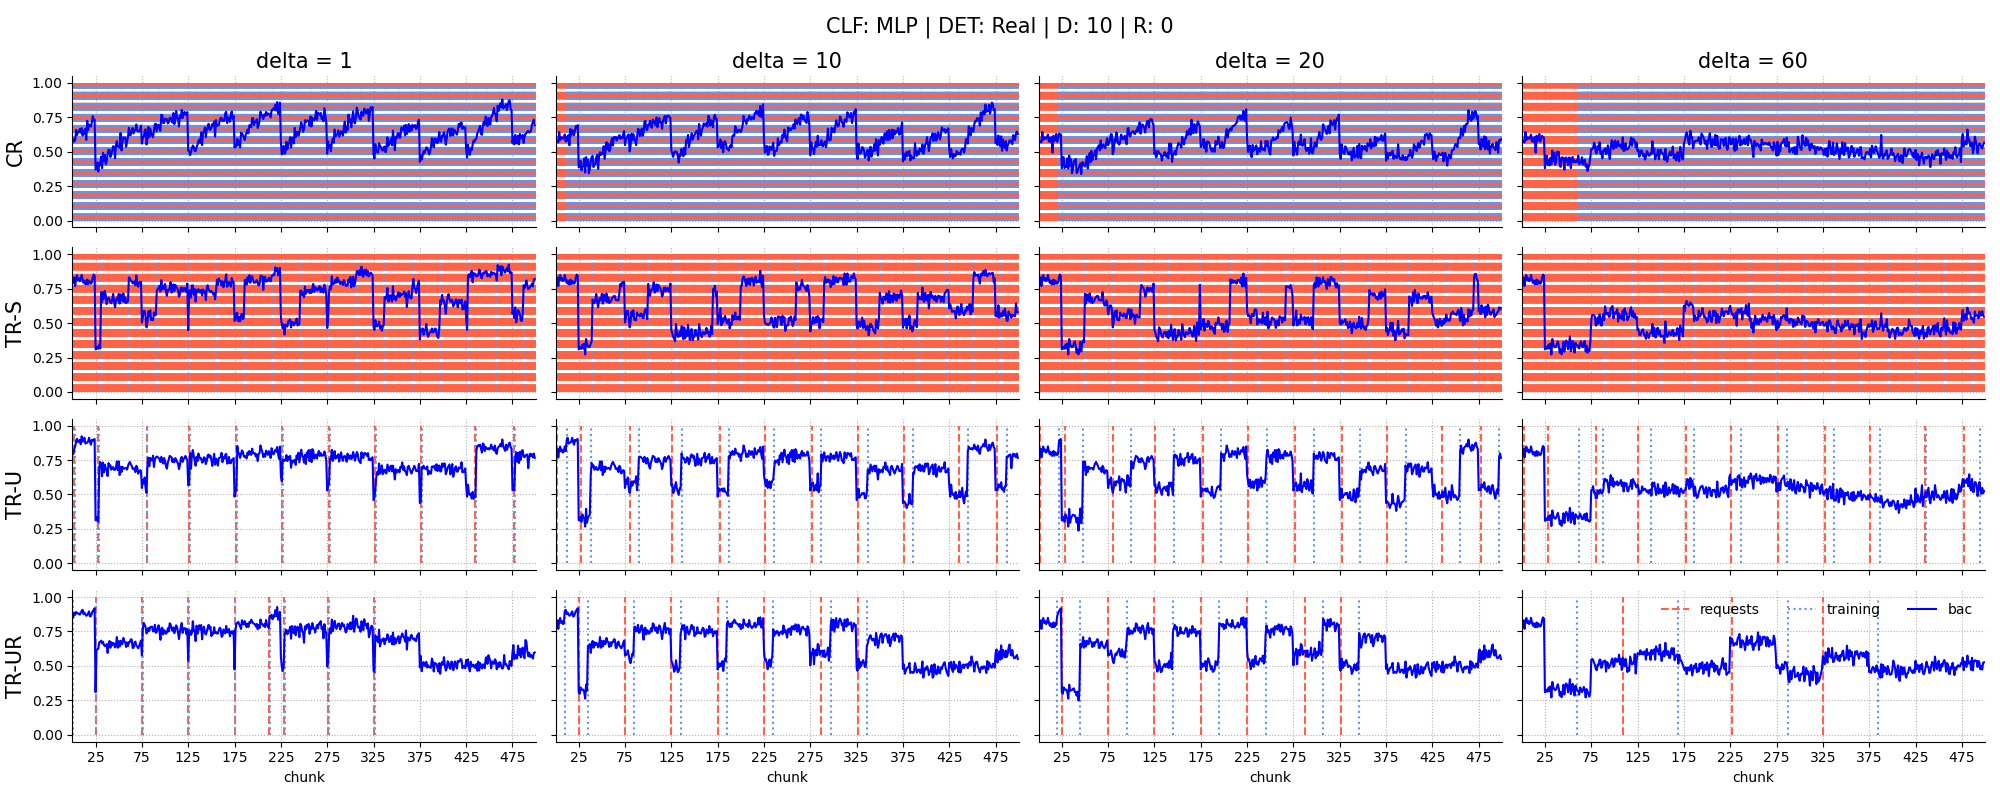 CLF: MLP | DET: Real | D: 10 | R: 0
delta = 1 delta = 10 delta = 20 delta = 60
CR
1.00
0.75
0.50
0.25
0.00
TR-S
1.00
0.75
0.50
0.25
0.00
TR-U
1.00
0.75
0.50
0.25
0.00
TR-UR
1.00
0.75
0.50
0.25
0.00
requests training bac
25 75 125 175 225 275 325 375 425 475 25 75 125 175 225 275 325 375 425 475 25 75 125 175 225 275 325 375 425 475 25 75 125 175 225 275 325 375 425 475
chunk chunk chunk chunk